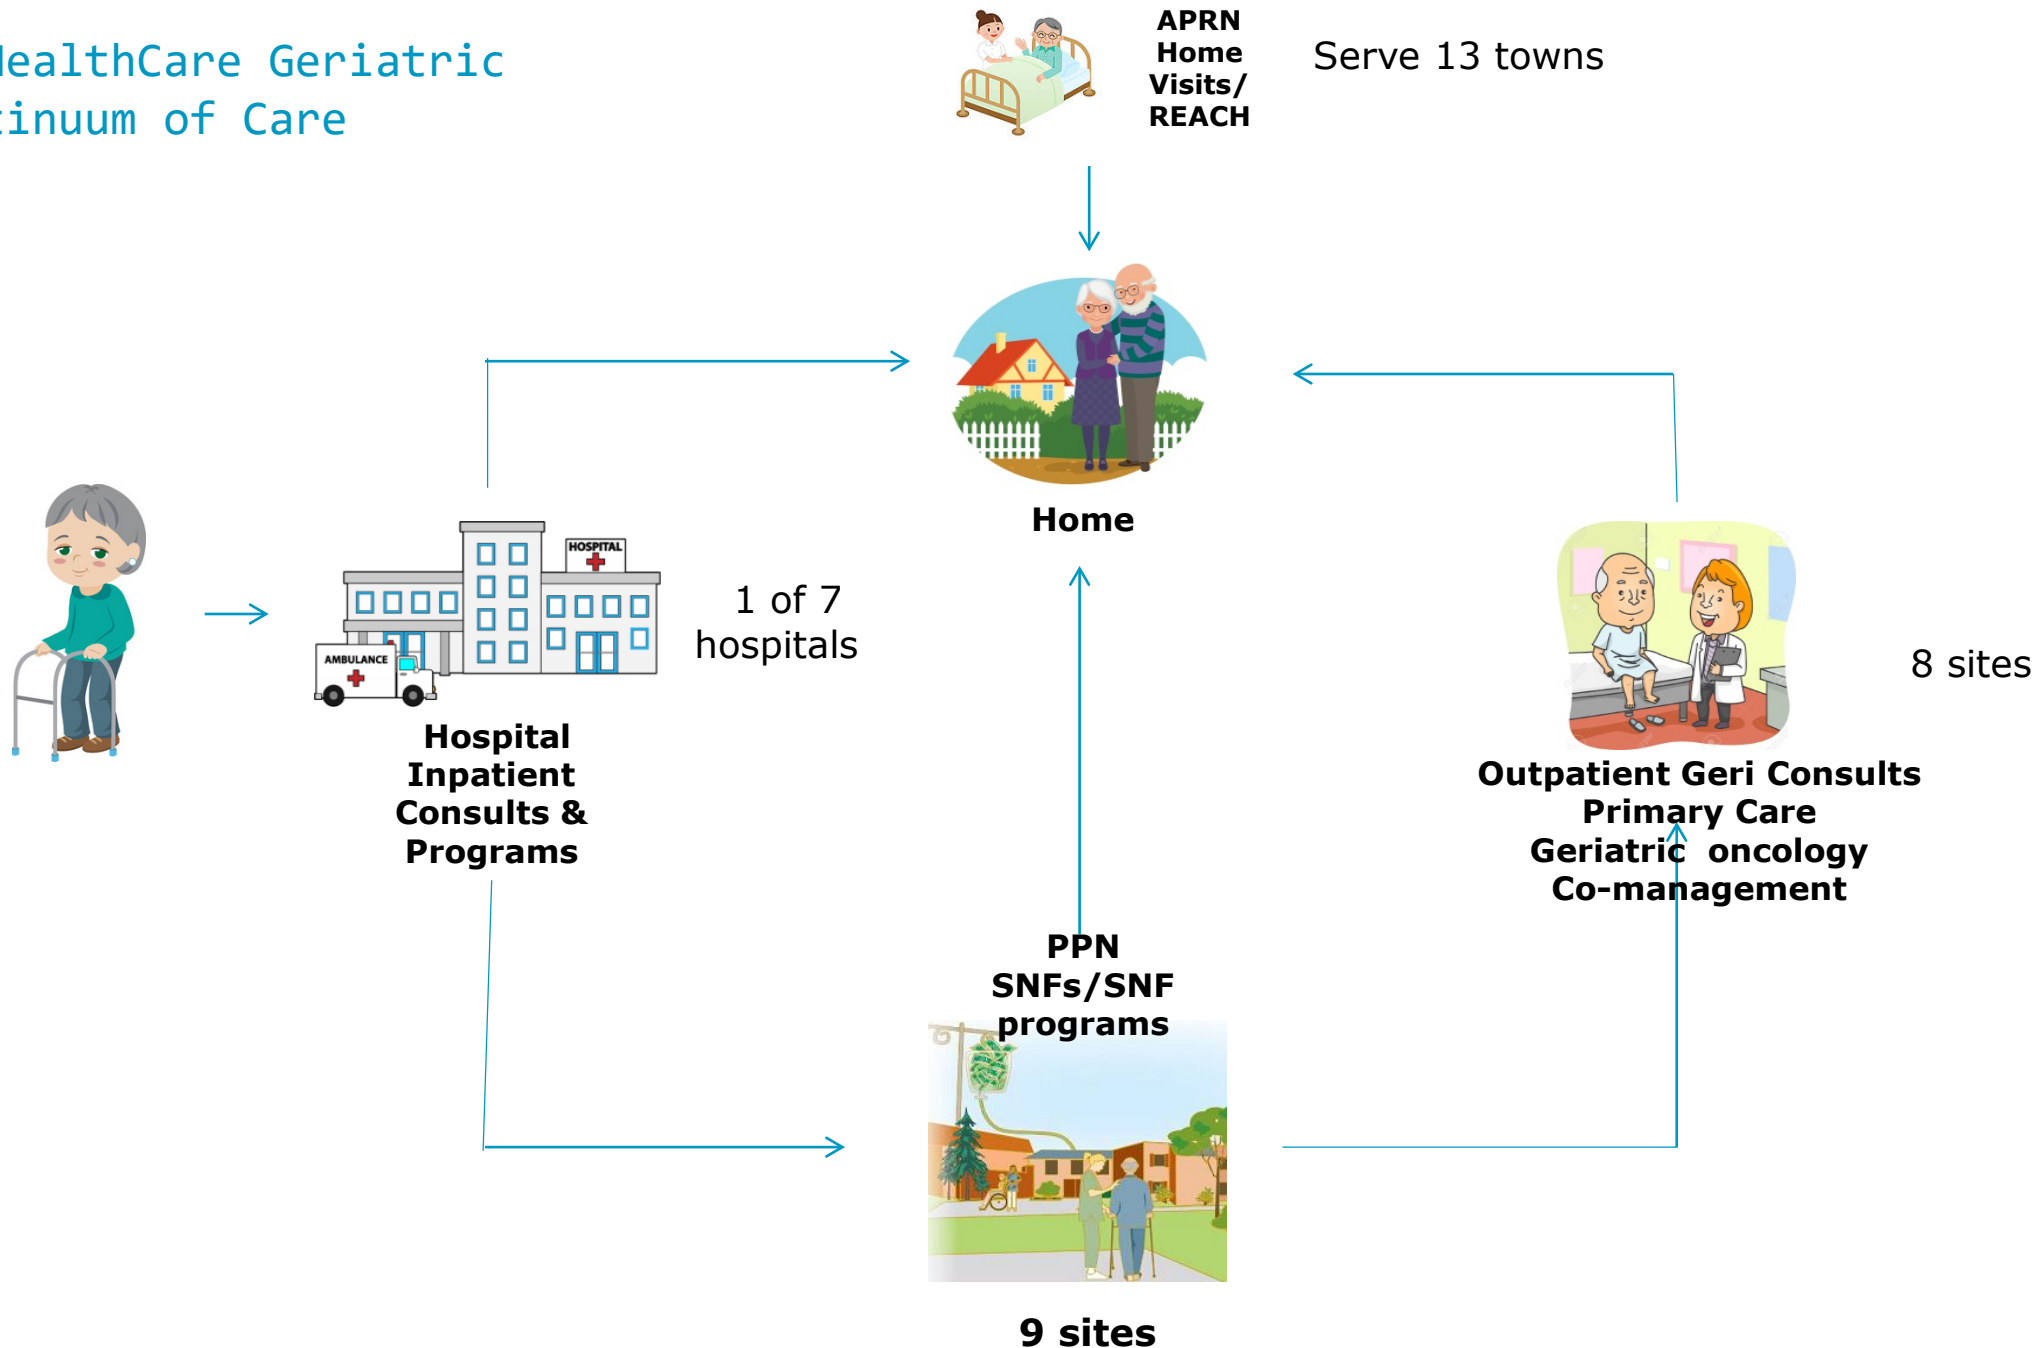 HealthCare Geriatric
tinuum of Care
APRN
Home
Visits/
REACH
Serve 13 towns
Home
HOSPITAL
AMBULANCE
1 of 7
hospitals
Hospital
Inpatient
Consults &
Programs
8 sites
Outpatient Geri Consults
Primary Care
Geriatric oncology
Co-management
PPN
SNFs/SNF
programs
9 sites